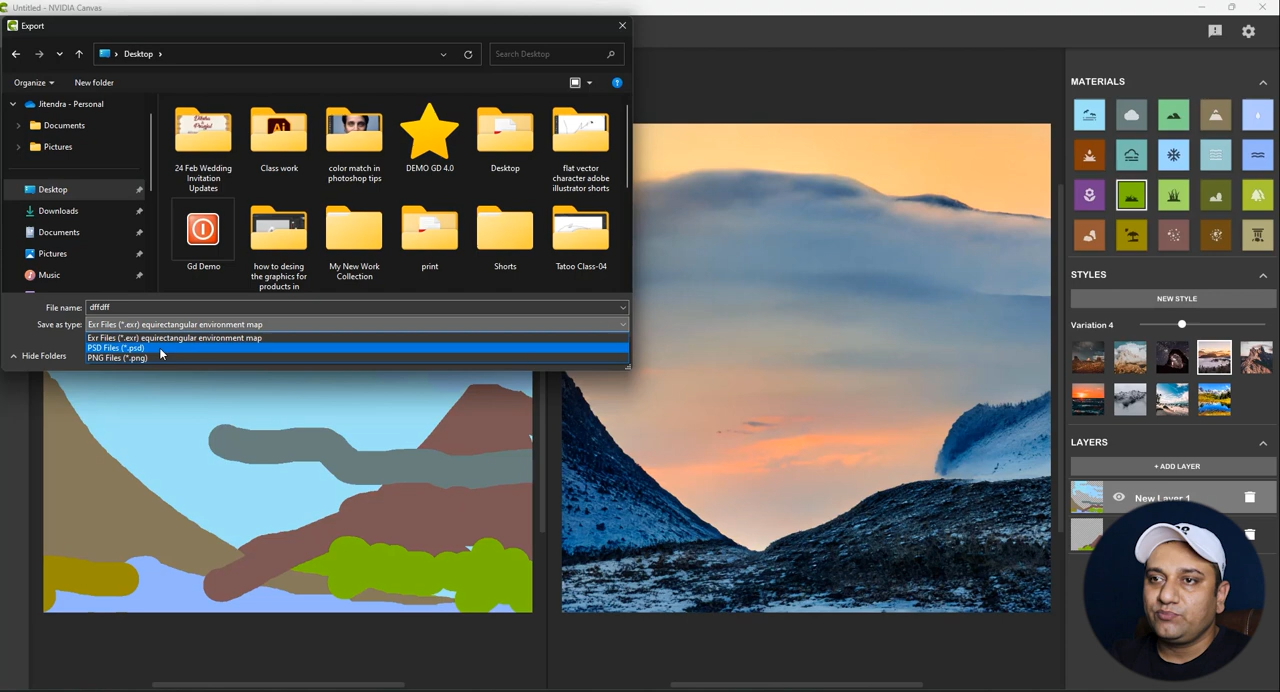 Untitled - NVIDIA Canvas
Export
Desktop
Search Desktop
Organize
New folder
Jitendra - Personal
Documents
Pictures
Desktop
Downloads
Documents
Pictures
Music
24 Feb Wedding
Invitation
Updates
Class work
color match in
photoshop tips
DEMO GD 4.0
Desktop
flat vector
character adobe
illustrator shorts
Gd Demo
how to desing
the graphics for
products in
My New Work
Collection
print
Shorts
Tatoo Class-04
File name: dffdff
Save as type: Exr Files (*.exr) equirectangular environment map
Exr Files (*.exr) equirectangular environment map
PSD Files (*.psd)
PNG Files (*.png)
Hide Folders
MATERIALS
STYLES
NEW STYLE
Variation 4
LAYERS
+ ADD LAYER
New Layer 1